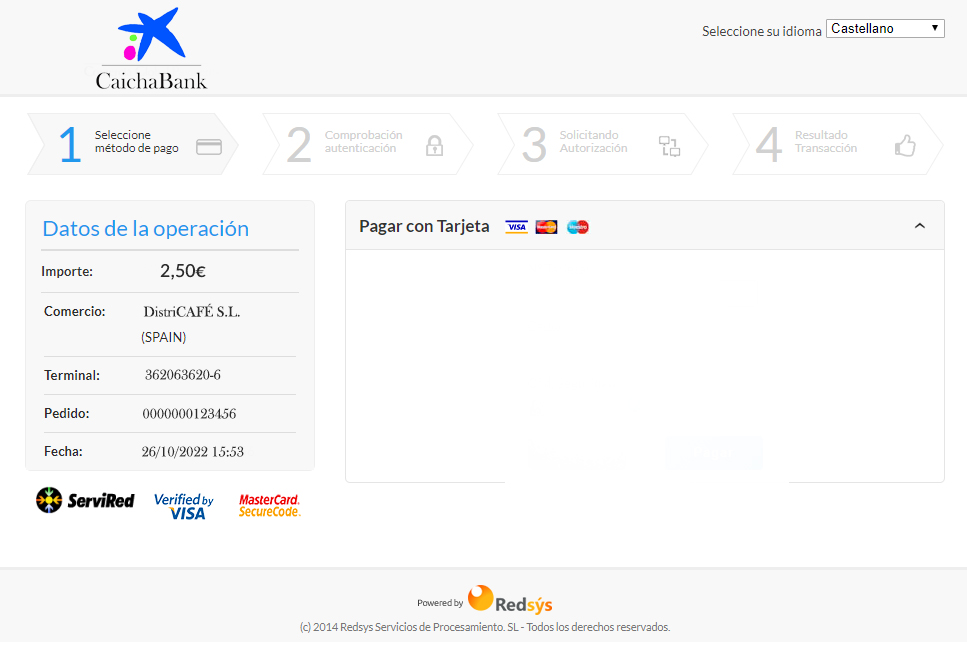 Seleccione su idioma Castellano
CaichaBank
1 Seleccione
método de pago
2 Comprobación
autenticación
3 Solicitando
Autorización
4 Resultado
Transacción
Datos de la operación
Importe: 2,50€
Comercio: DistriCAFÉ S.L.
(SPAIN)
Terminal: 362063620-6
Pedido: 0000000123456
Fecha: 26/10/2022 15:53
ServiRed
Verified by
VISA
MasterCard.
SecureCode.
Pagar con Tarjeta VISA MasterCard Maestro
Powered by Redsýs
(c) 2014 Redsys Servicios de Procesamiento. SL - Todos los derechos reservados.